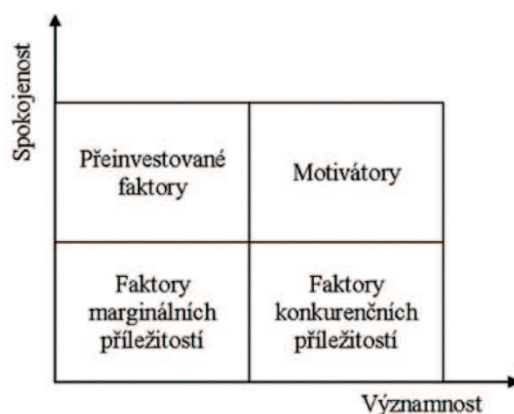 Spokojenost
Přeinvestované
faktory
Motivátory
Faktory
marginálních
příležitostí
Faktory
konkurenčních
příležitostí
Významnost